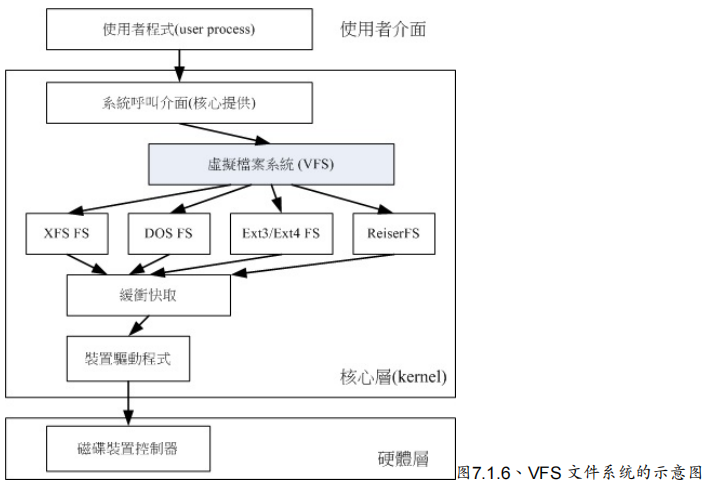 使用者程式(user process)
使用者介面
系統呼叫介面(核心提供)
虛擬檔案系統 (VFS)
XFS FS
DOS FS
Ext3/Ext4 FS
ReiserFS
緩衝快取
裝置驅動程式
核心層(kernel)
磁碟裝置控制器
硬體層
图7.1.6、VFS 文件系统的示意图